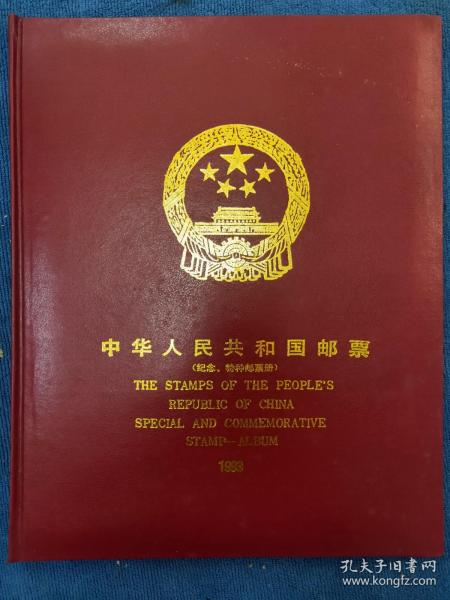 中华人民共和国邮票
(纪念、特种邮票册)
THE STAMPS OF THE PEOPLE'S
REPUBLIC OF CHINA
SPECIAL AND COMMEMORATIVE
STAMP—ALBUM
1993
孔夫子旧书网
www.kongfz.com